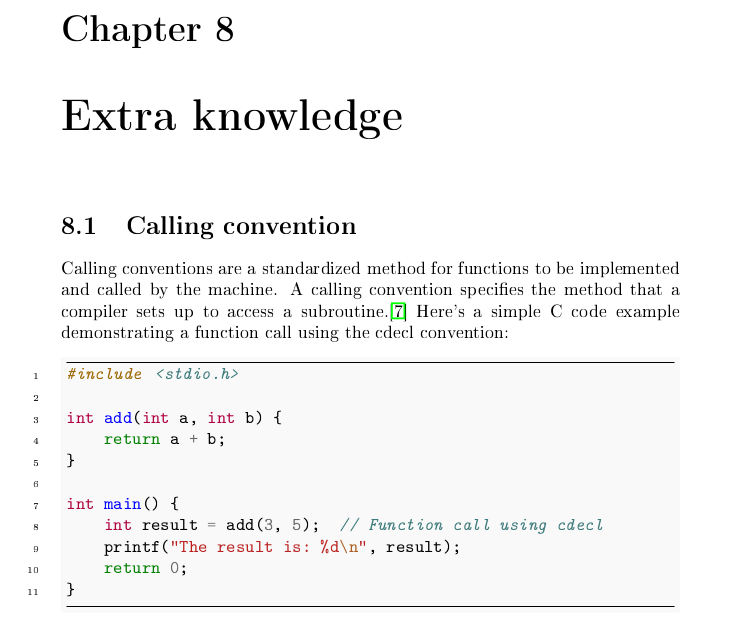 Chapter 8
Extra knowledge
8.1 Calling convention
Calling conventions are a standardized method for functions to be implemented
and called by the machine. A calling convention specifies the method that a
compiler sets up to access a subroutine.[7] Here's a simple C code example
demonstrating a function call using the cdecl convention:
1 #include <stdio.h>
2
3 int add(int a, int b) {
4     return a + b;
5 }
6
7 int main() {
8     int result = add(3, 5);  // Function call using cdecl
9     printf("The result is: %d\n", result);
10     return 0;
11 }